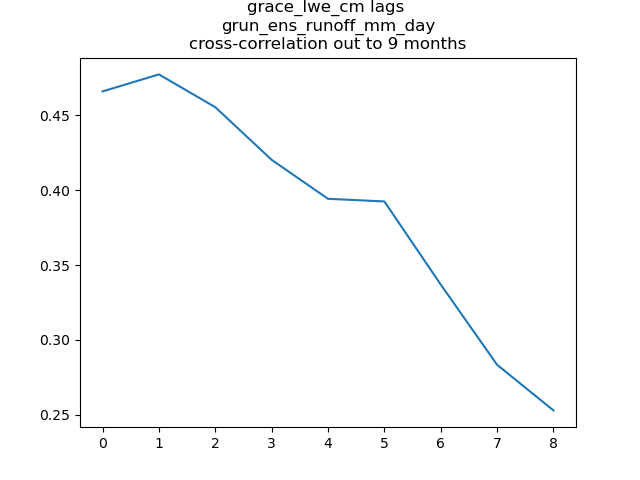 grace_lwe_cm lags
grun_ens_runoff_mm_day
cross-correlation out to 9 months
0.45
0.40
0.35
0.30
0.25
0 1 2 3 4 5 6 7 8